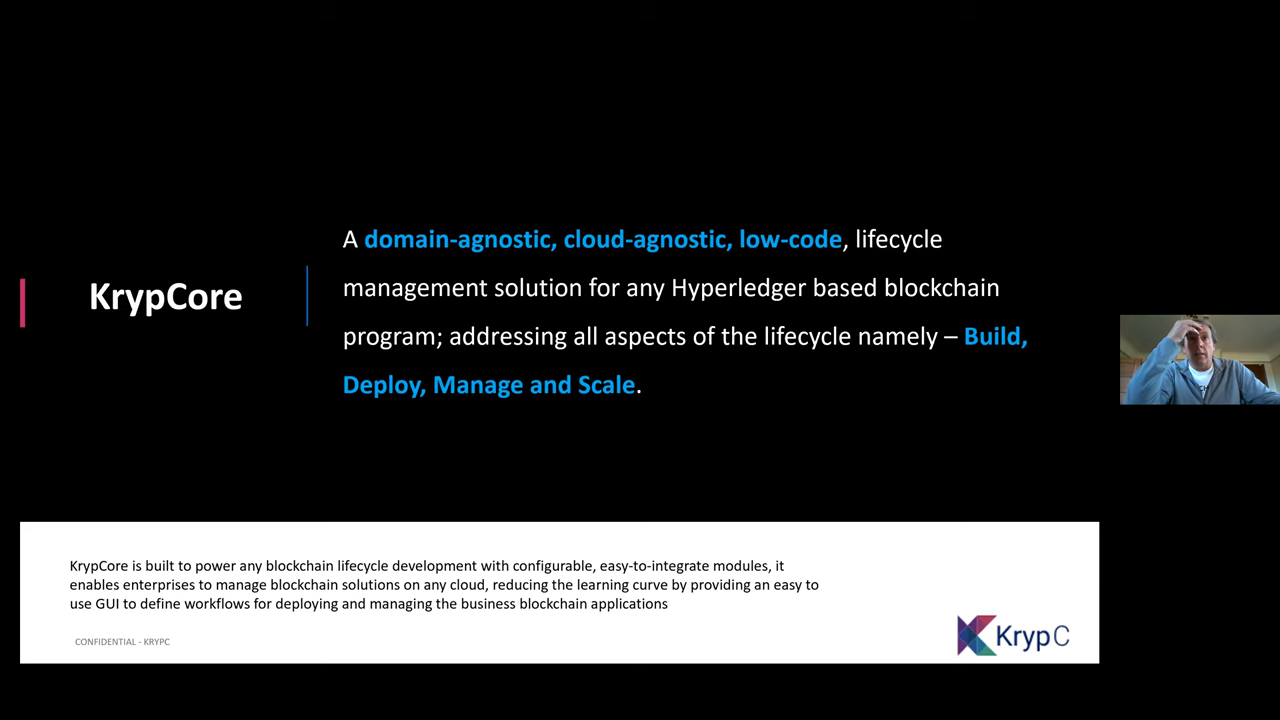 KrypCore
A domain-agnostic, cloud-agnostic, low-code, lifecycle
management solution for any Hyperledger based blockchain
program; addressing all aspects of the lifecycle namely – Build,
Deploy, Manage and Scale.
KrypCore is built to power any blockchain lifecycle development with configurable, easy-to-integrate modules, it
enables enterprises to manage blockchain solutions on any cloud, reducing the learning curve by providing an easy to
use GUI to define workflows for deploying and managing the business blockchain applications
CONFIDENTIAL - KRYPC
KrypC